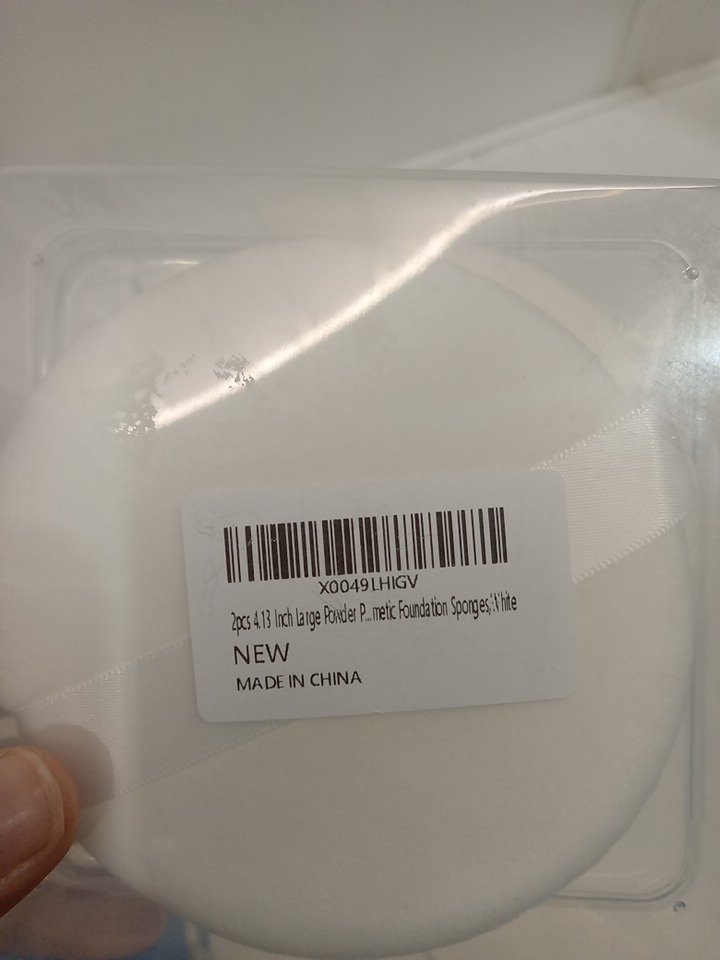 X0049LHIGV
2pcs 4.13 Inch Large Powder P...metic Foundation Sponges, White
NEW
MADE IN CHINA